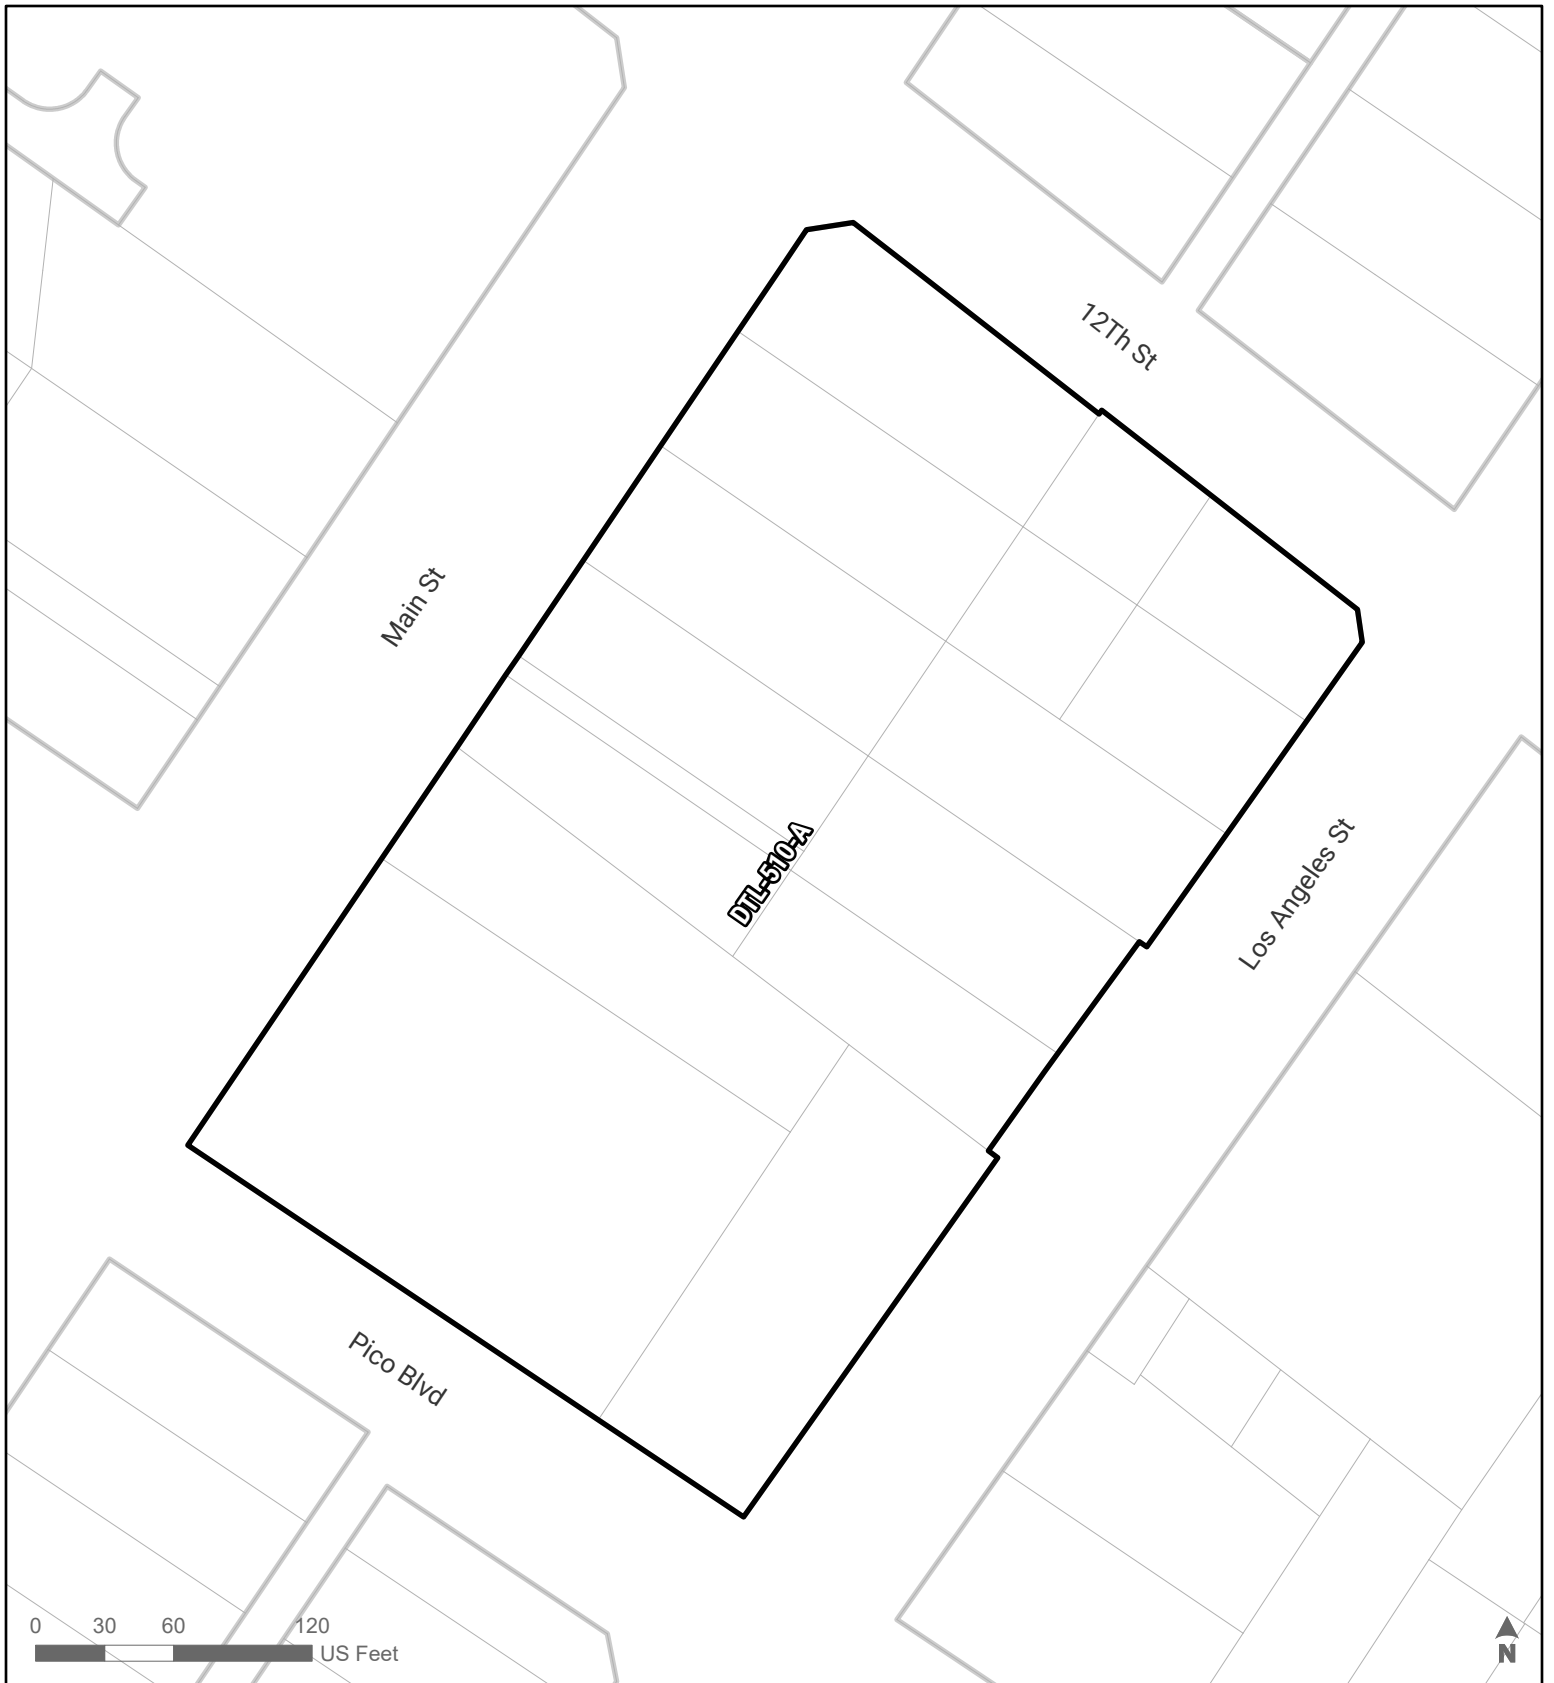 12Th St
Main St
DTL-510-A
Los Angeles St
Pico Blvd
0 30 60 120
US Feet
N